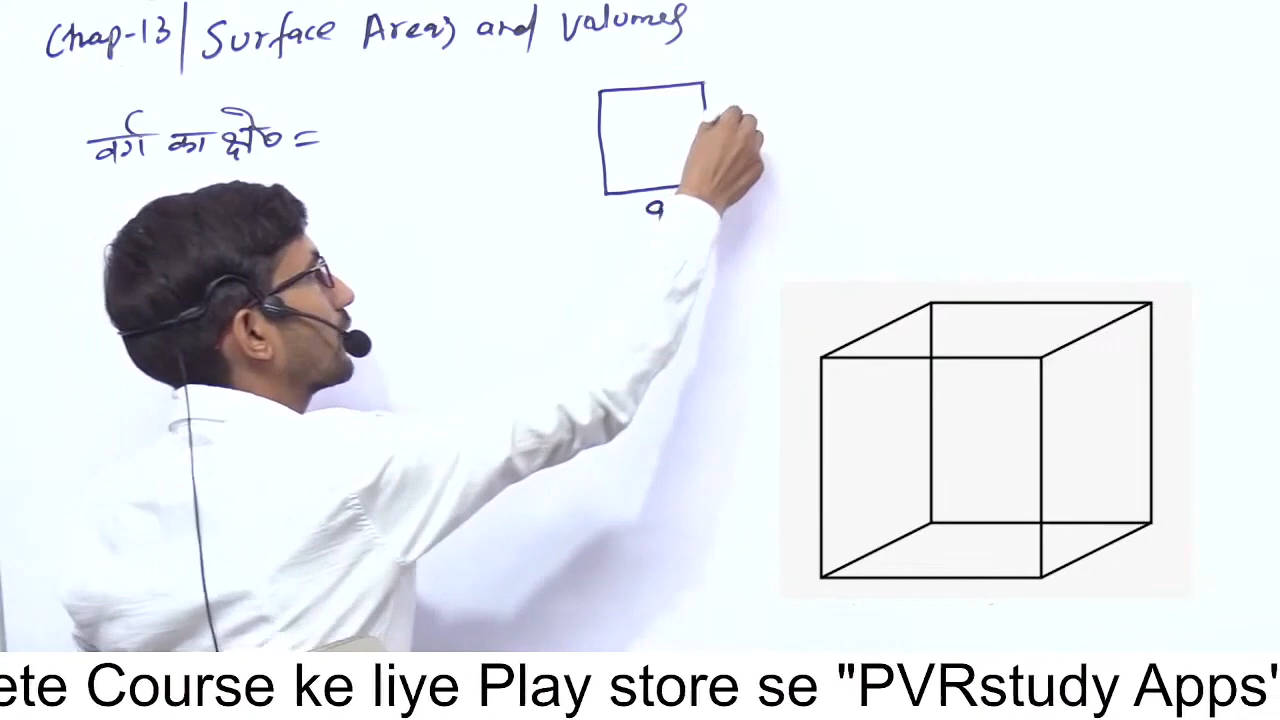 Chap-13 | Surface Areas and Volumes
वर्ग का क्षे० =
a
ete Course ke liye Play store se "PVRstudy Apps"